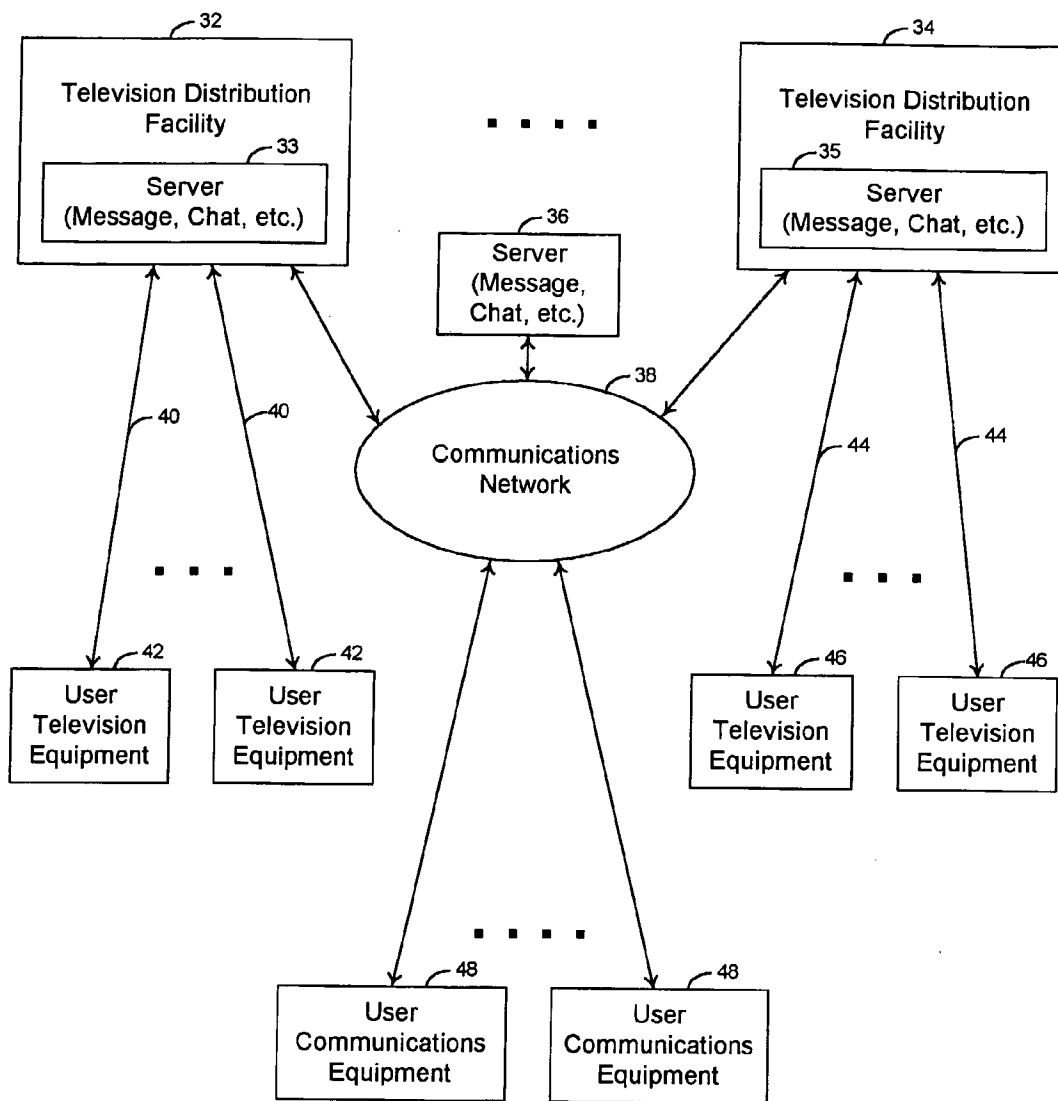 32
Television Distribution
Facility
33
Server
(Message, Chat, etc.)
34
Television Distribution
Facility
35
Server
(Message, Chat, etc.)
36
Server
(Message,
Chat, etc.)
38
Communications
Network
40
40
44
44
42
User
Television
Equipment
42
User
Television
Equipment
46
User
Television
Equipment
46
User
Television
Equipment
48
User
Communications
Equipment
48
User
Communications
Equipment